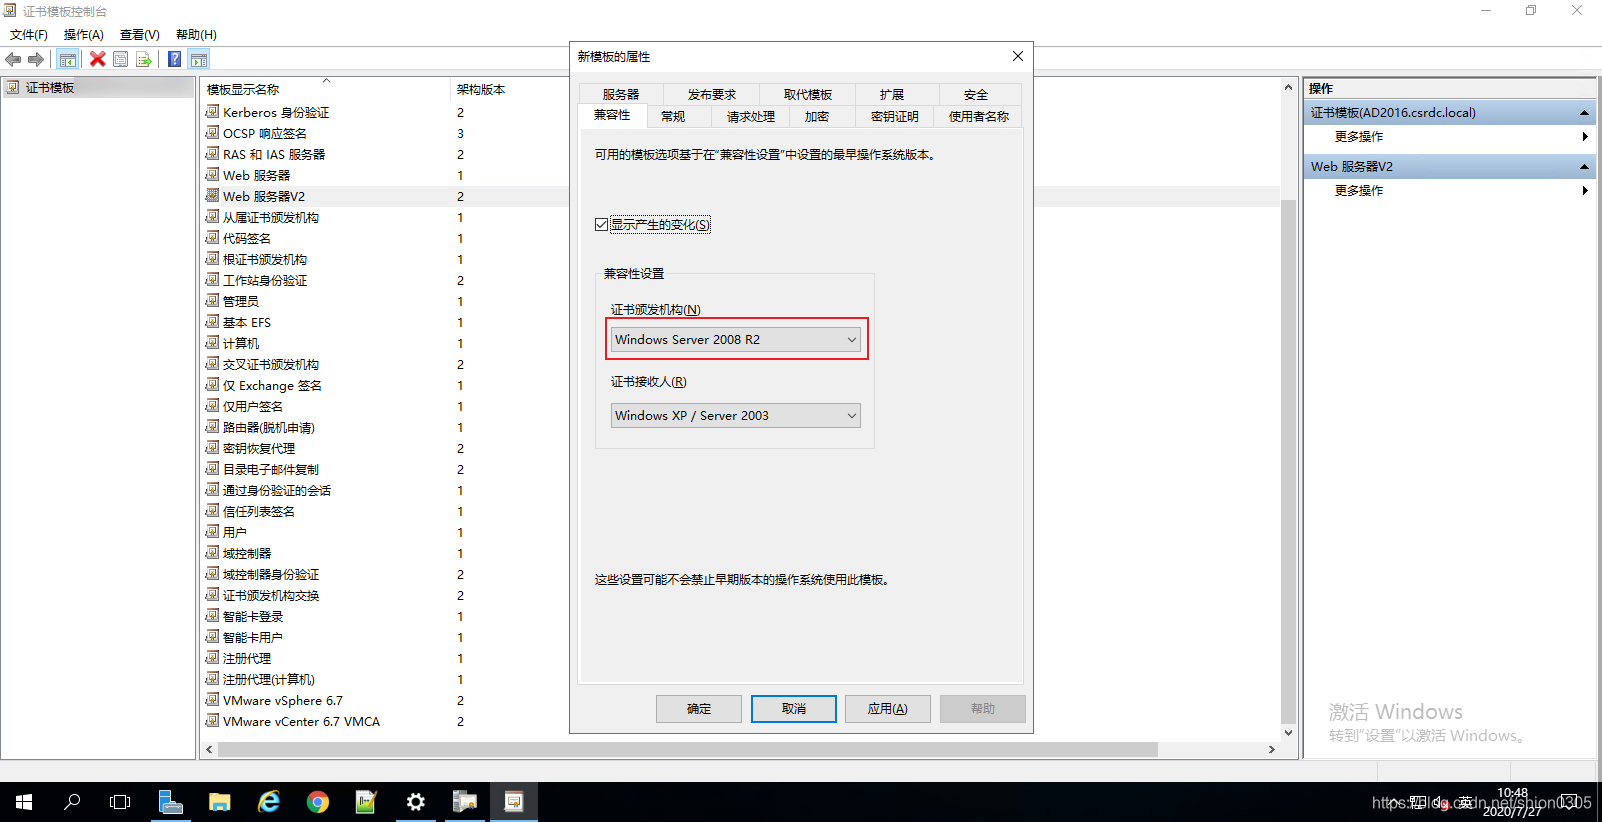 证书模板控制台
文件(F) 操作(A) 查看(V) 帮助(H)
证书模板
模板显示名称 架构版本
Kerberos 身份验证 2
OCSP 响应签名 3
RAS 和 IAS 服务器 2
Web 服务器 1
Web 服务器V2 2
从属证书颁发机构 1
代码签名 1
根证书颁发机构 1
工作站身份验证 2
管理员 1
基本 EFS 1
计算机 1
交叉证书颁发机构 2
仅 Exchange 签名 1
仅用户签名 1
路由器(脱机申请) 1
密钥恢复代理 2
目录电子邮件复制 2
通过身份验证的会话 1
信任列表签名 1
用户 1
域控制器 1
域控制器身份验证 2
证书颁发机构交换 2
智能卡登录 1
智能卡用户 1
注册代理 1
注册代理(计算机) 1
VMware vSphere 6.7 2
VMware vCenter 6.7 VMCA 2
新模板的属性
服务器 发布要求 取代模板 扩展 安全
兼容性 常规 请求处理 加密 密钥证明 使用者名称
可用的模板选项基于在“兼容性设置”中设置的最早操作系统版本。
显示产生的变化(S)
兼容性设置
证书颁发机构(N)
Windows Server 2008 R2
证书接收人(R)
Windows XP / Server 2003
这些设置可能不会禁止早期版本的操作系统使用此模板。
确定 取消 应用(A) 帮助
操作
证书模板(AD2016.csrdc.local)
更多操作
Web 服务器V2
更多操作
激活 Windows
转到“设置”以激活 Windows。
英
10:48
2020/7/27
https://blog.csdn.net/shion0305